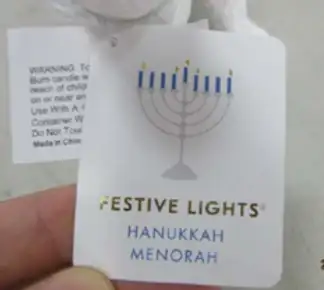 WARNING: To
Burn candle w
reach of child
on or near an
Use With A
Container W
Do Not Touc
Made in China
FESTIVE LIGHTS®
HANUKKAH
MENORAH